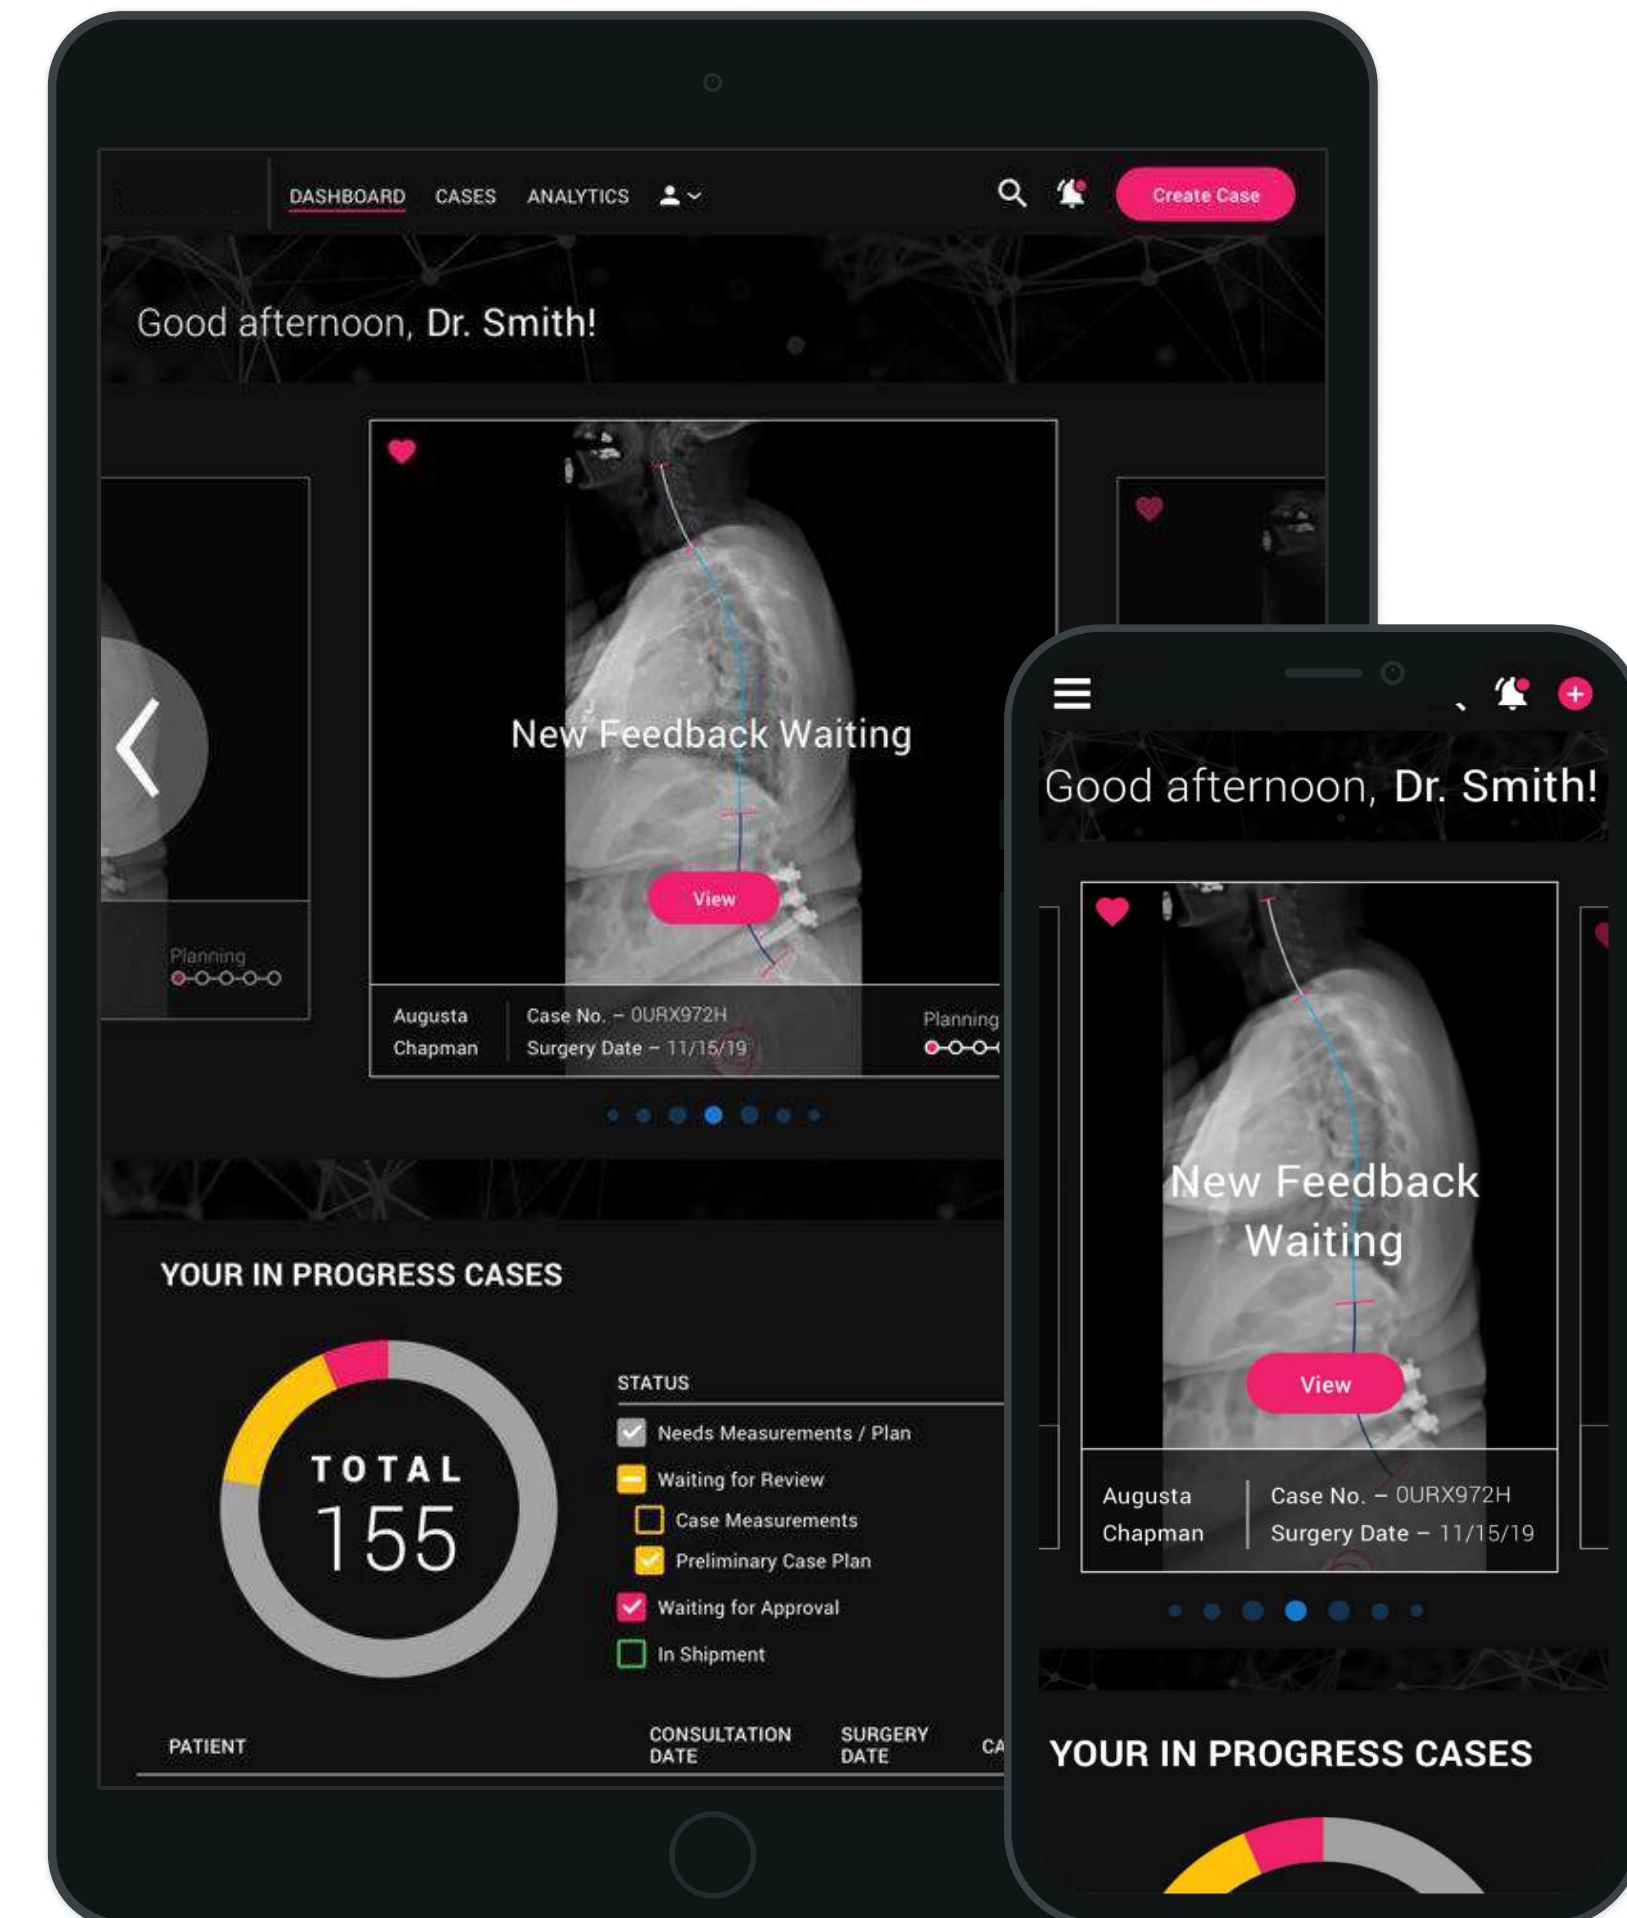 DASHBOARD CASES ANALYTICS Create Case
Good afternoon, Dr. Smith!
New Feedback Waiting
View
Planning
Augusta
Chapman
Case No. – 0URX972H
Surgery Date – 11/15/19
Planning
YOUR IN PROGRESS CASES
TOTAL
155
STATUS
Needs Measurements / Plan
Waiting for Review
Case Measurements
Preliminary Case Plan
Waiting for Approval
In Shipment
PATIENT
CONSULTATION
DATE
SURGERY
DATE
CA
Good afternoon, Dr. Smith!
New Feedback
Waiting
View
Augusta
Chapman
Case No. – 0URX972H
Surgery Date – 11/15/19
YOUR IN PROGRESS CASES